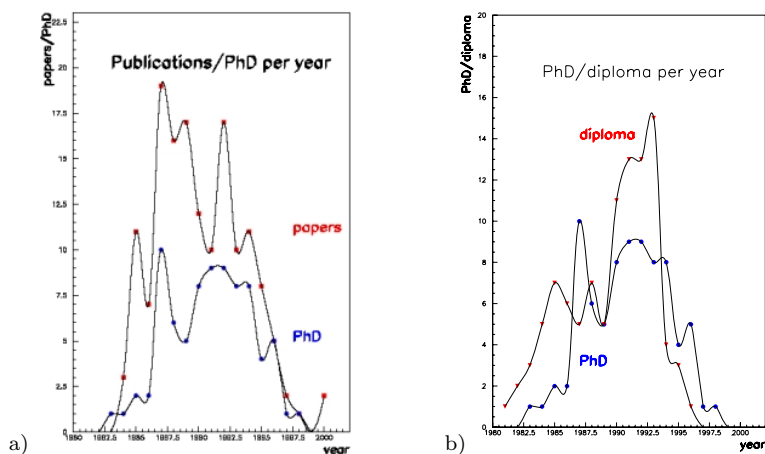 papers/PhD
Publications/PhD per year
22.5
20
17.5
15
12.5
10
7.5
5
2.5
0
papers
PhD
1980 1982.5 1985 1987.5 1990 1992.5 1995 1997.5 2000
year
a)
PhD/diploma
PhD/diploma per year
20
18
16
14
12
10
8
6
4
2
0
diploma
PhD
1980 1982.5 1985 1987.5 1990 1992.5 1995 1997.5 2000
year
b)